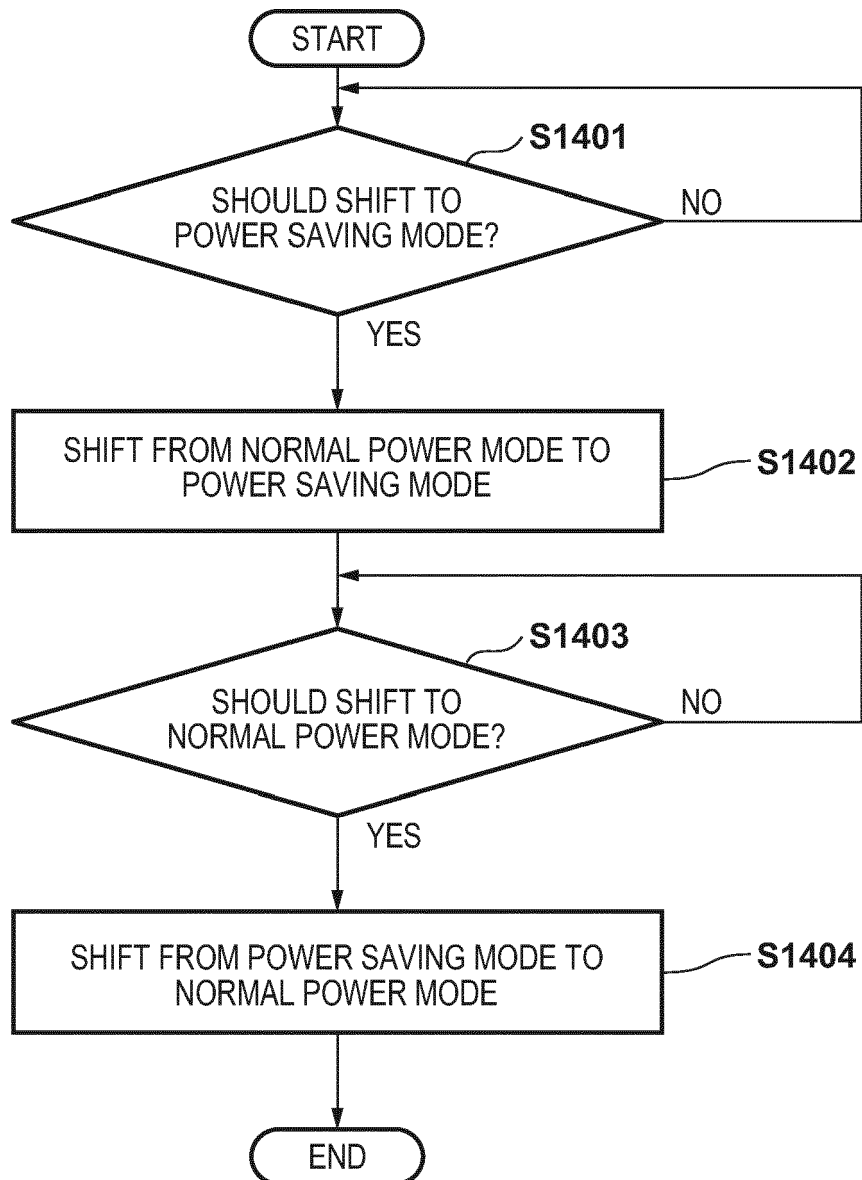 START
S1401
SHOULD SHIFT TO
POWER SAVING MODE?
NO
YES
SHIFT FROM NORMAL POWER MODE TO
POWER SAVING MODE
S1402
S1403
SHOULD SHIFT TO
NORMAL POWER MODE?
NO
YES
SHIFT FROM POWER SAVING MODE TO
NORMAL POWER MODE
S1404
END